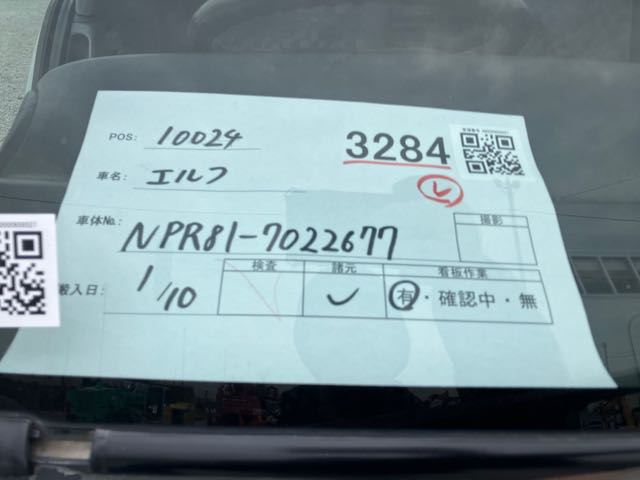 POS: 10024
3284
車名: エルフ
レ
車体No.: NPR81-7022677
撮影
搬入日: 1/10
検査 諸元 看板作業
有・確認中・無